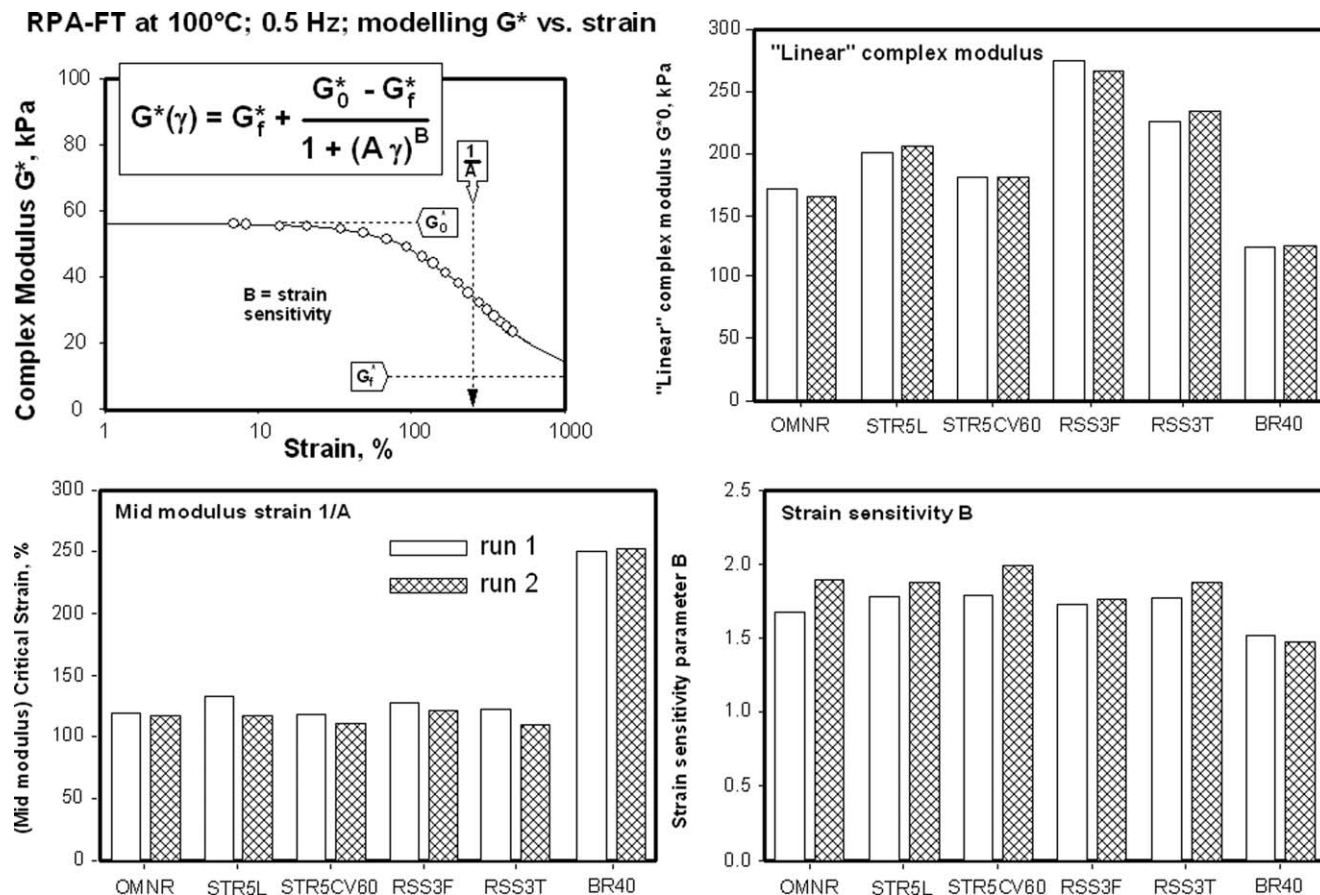 RPA-FT at 100°C; 0.5 Hz; modelling G* vs. strain
Complex Modulus G*, kPa
100
80
60
40
20
0
G*(γ) = G*f + (G*0 - G*f) / (1 + (A γ)^B)
1/A
G*0
B = strain
sensitivity
G*f
1
10
100
1000
Strain, %
"Linear" complex modulus G*0, kPa
300
250
200
150
100
50
0
"Linear" complex modulus
OMNR
STR5L
STR5CV60
RSS3F
RSS3T
BR40
(Mid modulus) Critical Strain, %
300
250
200
150
100
50
0
Mid modulus strain 1/A
run 1
run 2
OMNR
STR5L
STR5CV60
RSS3F
RSS3T
BR40
Strain sensitivity parameter B
2.5
2.0
1.5
1.0
0.5
0.0
Strain sensitivity B
OMNR
STR5L
STR5CV60
RSS3F
RSS3T
BR40